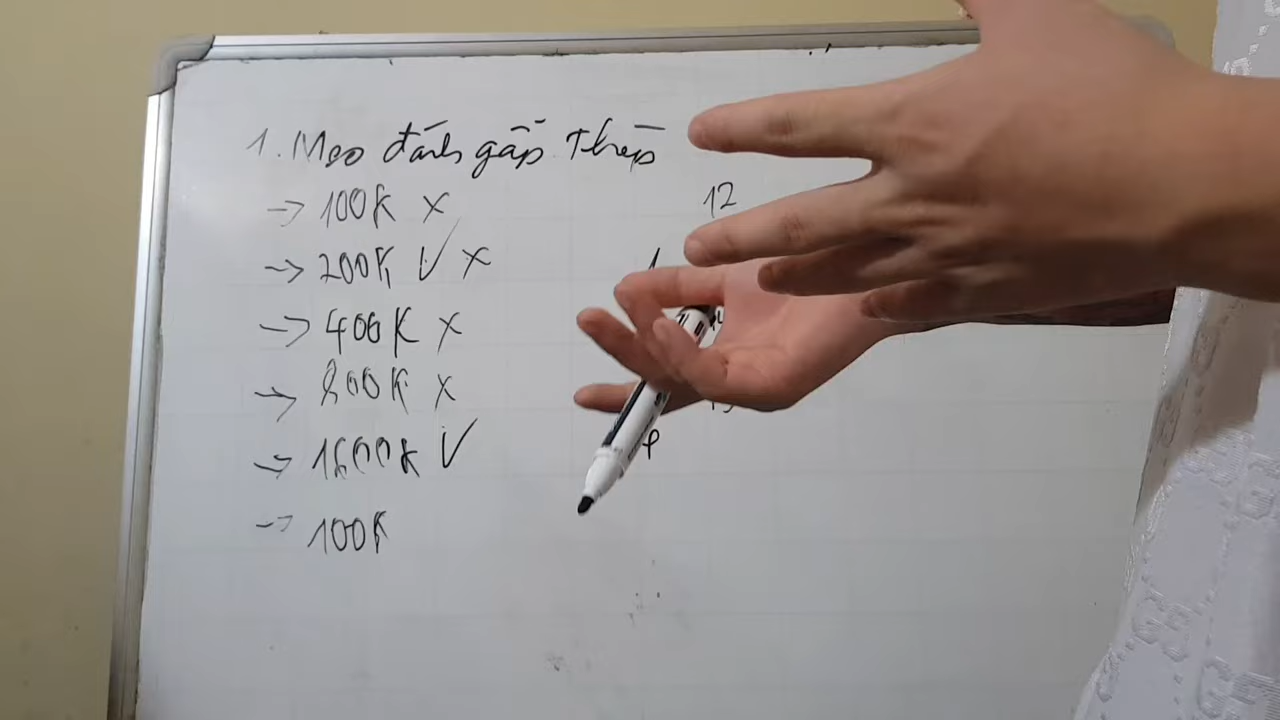 1. Mẹo đánh gấp Thếp
→ 100K x
12
→ 200K V x
→ 400K x
→ 800K x
→ 1600K V
→ 100K